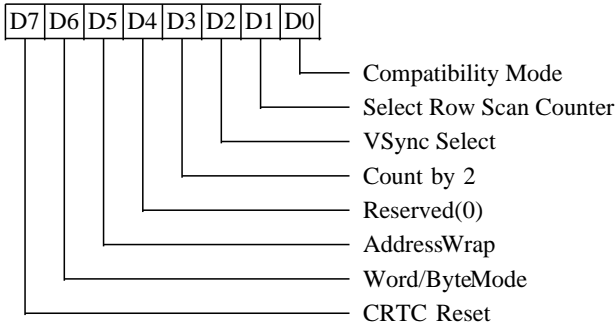 D7 D6 D5 D4 D3 D2 D1 D0
Compatibility Mode
Select Row Scan Counter
VSync Select
Count by 2
Reserved(0)
AddressWrap
Word/ByteMode
CRTC Reset